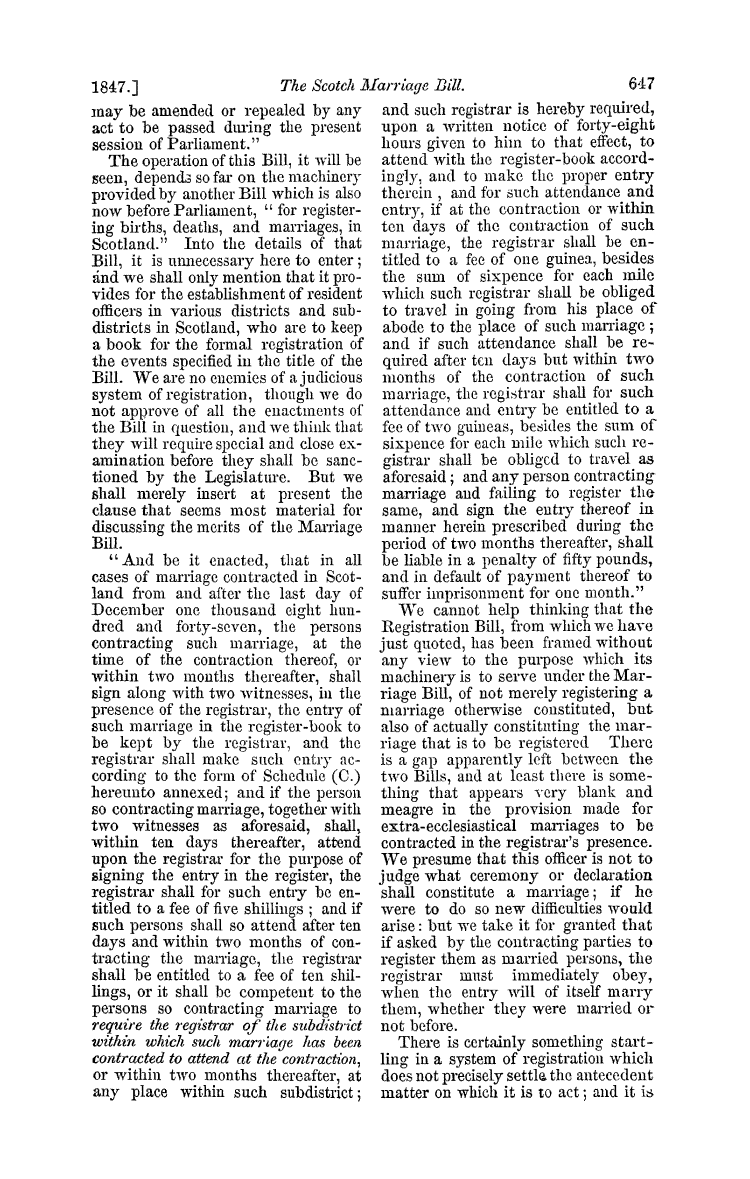 1847.] The Scotch Marriage Bill. 647
may be amended or repealed by any
act to be passed during the present
session of Parliament."
The operation of this Bill, it will be
seen, depends so far on the machinery
provided by another Bill which is also
now before Parliament, "for register-
ing births, deaths, and marriages, in
Scotland." Into the details of that
Bill, it is unnecessary here to enter;
and we shall only mention that it pro-
vides for the establishment of resident
officers in various districts and sub-
districts in Scotland, who are to keep
a book for the formal registration of
the events specified in the title of the
Bill. We are no enemies of a judicious
system of registration, though we do
not approve of all the enactments of
the Bill in question, and we think that
they will require special and close ex-
amination before they shall be sanc-
tioned by the Legislature. But we
shall merely insert at present the
clause that seems most material for
discussing the merits of the Marriage
Bill.
"And be it enacted, that in all
cases of marriage contracted in Scot-
land from and after the last day of
December one thousand eight hun-
dred and forty-seven, the persons
contracting such marriage, at the
time of the contraction thereof, or
within two months thereafter, shall
sign along with two witnesses, in the
presence of the registrar, the entry of
such marriage in the register-book to
be kept by the registrar, and the
registrar shall make such entry ac-
cording to the form of Schedule (C.)
hereunto annexed; and if the person
so contracting marriage, together with
two witnesses as aforesaid, shall,
within ten days thereafter, attend
upon the registrar for the purpose of
signing the entry in the register, the
registrar shall for such entry be en-
titled to a fee of five shillings; and if
such persons shall so attend after ten
days and within two months of con-
tracting the marriage, the registrar
shall be entitled to a fee of ten shil-
lings, or it shall be competent to the
persons so contracting marriage to
require the registrar of the subdistrict
within which such marriage has been
contracted to attend at the contraction,
or within two months thereafter, at
any place within such subdistrict;
and such registrar is hereby required,
upon a written notice of forty-eight
hours given to him to that effect, to
attend with the register-book accord-
ingly, and to make the proper entry
therein, and for such attendance and
entry, if at the contraction or within
ten days of the contraction of such
marriage, the registrar shall be en-
titled to a fee of one guinea, besides
the sum of sixpence for each mile
which such registrar shall be obliged
to travel in going from his place of
abode to the place of such marriage;
and if such attendance shall be re-
quired after ten days but within two
months of the contraction of such
marriage, the registrar shall for such
attendance and entry be entitled to a
fee of two guineas, besides the sum of
sixpence for each mile which such re-
gistrar shall be obliged to travel as
aforesaid; and any person contracting
marriage and failing to register the
same, and sign the entry thereof in
manner herein prescribed during the
period of two months thereafter, shall
be liable in a penalty of fifty pounds,
and in default of payment thereof to
suffer imprisonment for one month."
We cannot help thinking that the
Registration Bill, from which we have
just quoted, has been framed without
any view to the purpose which its
machinery is to serve under the Mar-
riage Bill, of not merely registering a
marriage otherwise constituted, but
also of actually constituting the mar-
riage that is to be registered There
is a gap apparently left between the
two Bills, and at least there is some-
thing that appears very blank and
meagre in the provision made for
extra-ecclesiastical marriages to be
contracted in the registrar's presence.
We presume that this officer is not to
judge what ceremony or declaration
shall constitute a marriage; if he
were to do so new difficulties would
arise: but we take it for granted that
if asked by the contracting parties to
register them as married persons, the
registrar must immediately obey,
when the entry will of itself marry
them, whether they were married or
not before.
There is certainly something start-
ling in a system of registration which
does not precisely settle the antecedent
matter on which it is to act; and it is